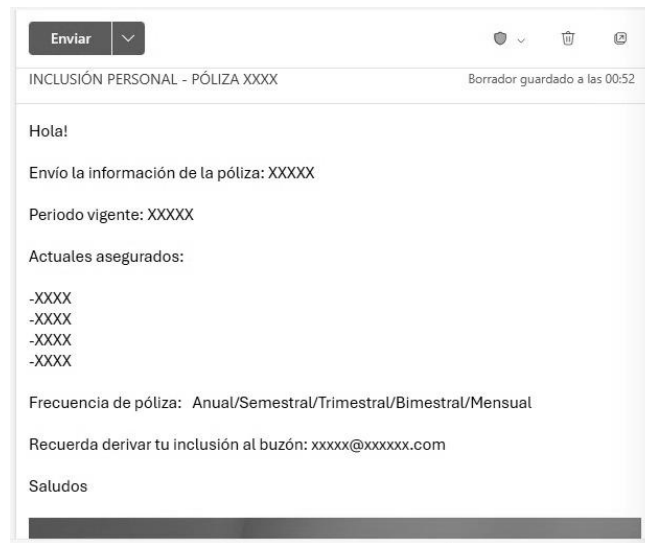 Enviar
INCLUSIÓN PERSONAL - PÓLIZA XXXX
Borrador guardado a las 00:52
Hola!
Envío la información de la póliza: XXXXX
Periodo vigente: XXXXX
Actuales asegurados:
-XXXX
-XXXX
-XXXX
-XXXX
Frecuencia de póliza: Anual/Semestral/Trimestral/Bimestral/Mensual
Recuerda derivar tu inclusión al buzón: xxxxx@xxxxxx.com
Saludos